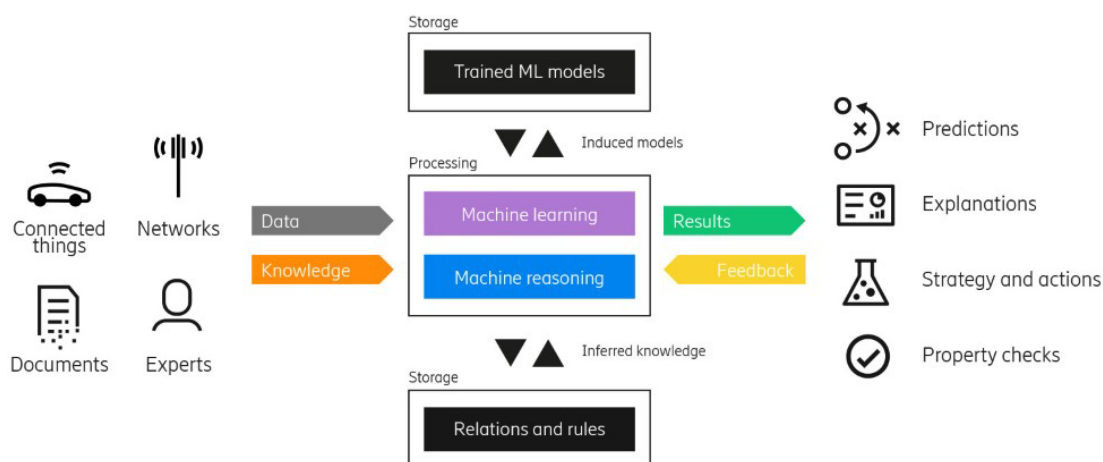 Storage
Trained ML models
Induced models
Processing
Connected
things
Networks
Documents
Experts
Data
Knowledge
Machine learning
Machine reasoning
Results
Feedback
Predictions
Explanations
Strategy and actions
Property checks
Inferred knowledge
Storage
Relations and rules